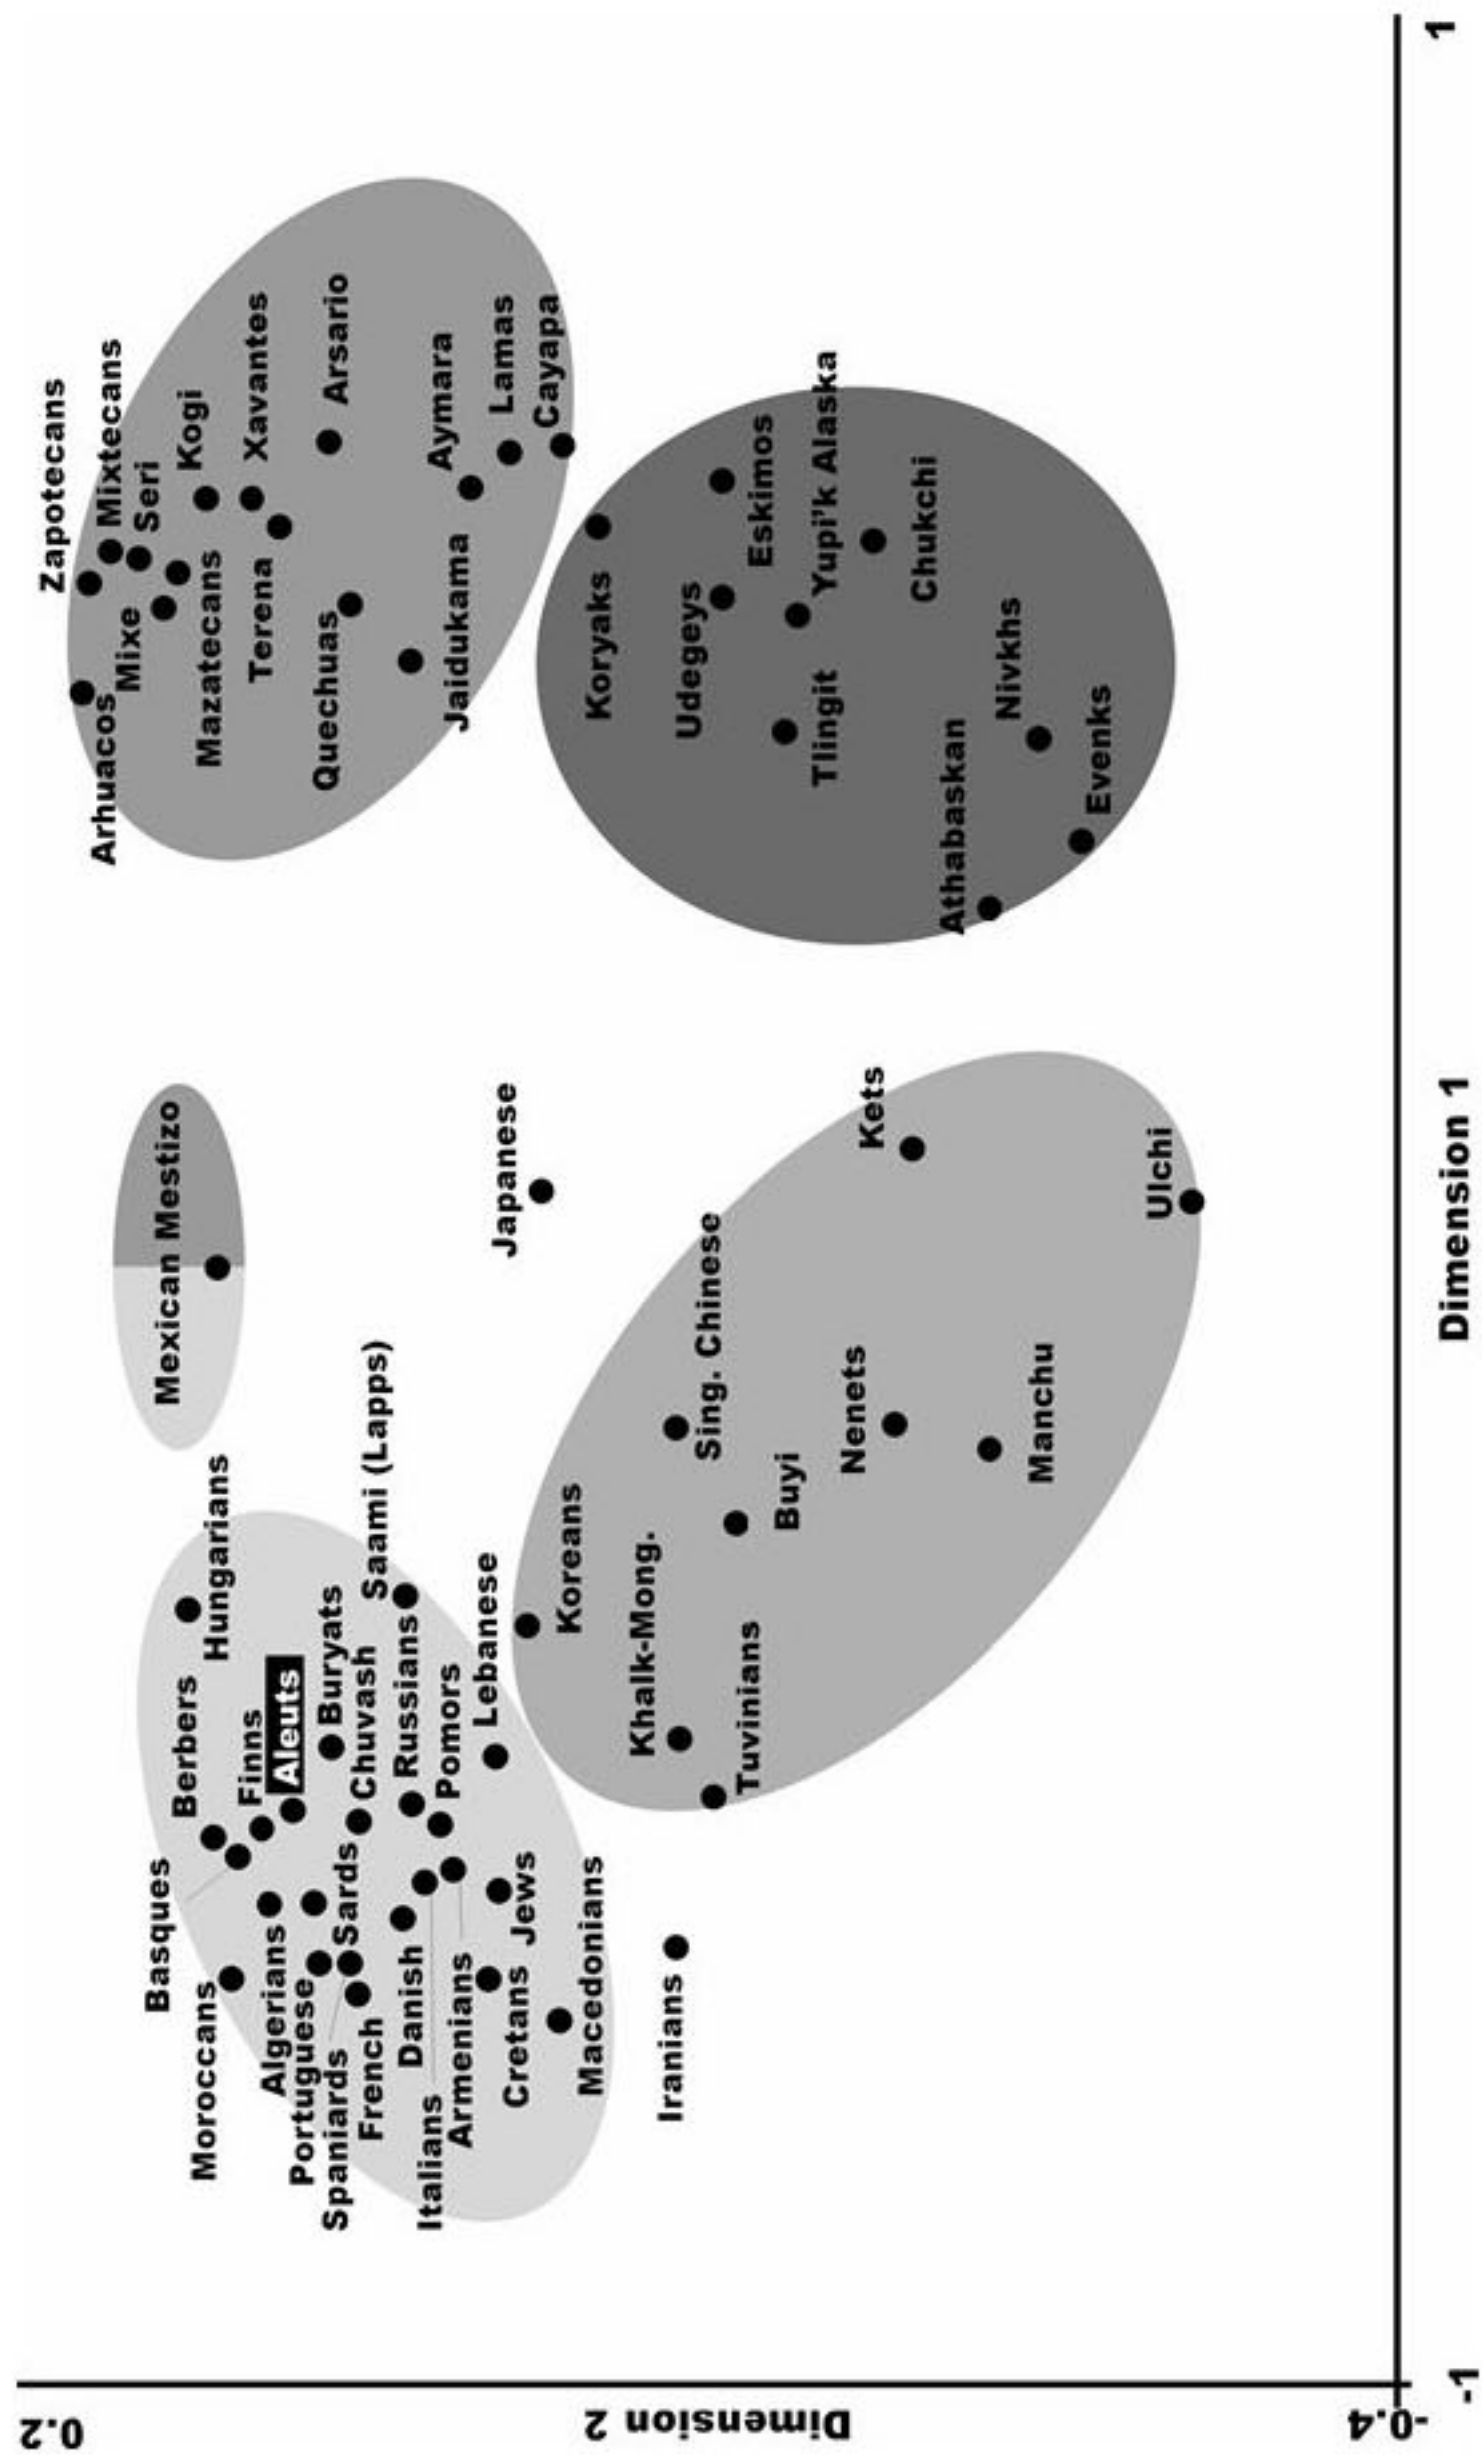 0.2
Dimension 2
-0.4
-1
Dimension 1
1
Zapotecans
Mixtecans
Seri
Kogi
Xavantes
Arsario
Aymara
Lamas
Cayapa
Arhuacos
Mixe
Mazatecans
Terena
Quechuas
Jaidukama
Koryaks
Udegeys
Eskimos
Yupi'k Alaska
Tlingit
Chukchi
Athabaskan
Nivkhs
Evenks
Mexican Mestizo
Japanese
Kets
Ulchi
Sing. Chinese
Nenets
Manchu
Buyi
Koreans
Khalk-Mong.
Tuvinians
Hungarians
Saami (Lapps)
Berbers
Finns
Aleuts
Buryats
Chuvash
Russians
Pomors
Lebanese
Basques
Moroccans
Algerians
Sards
Portuguese
Spaniards
French
Danish
Italians
Armenians
Cretans
Jews
Macedonians
Iranians